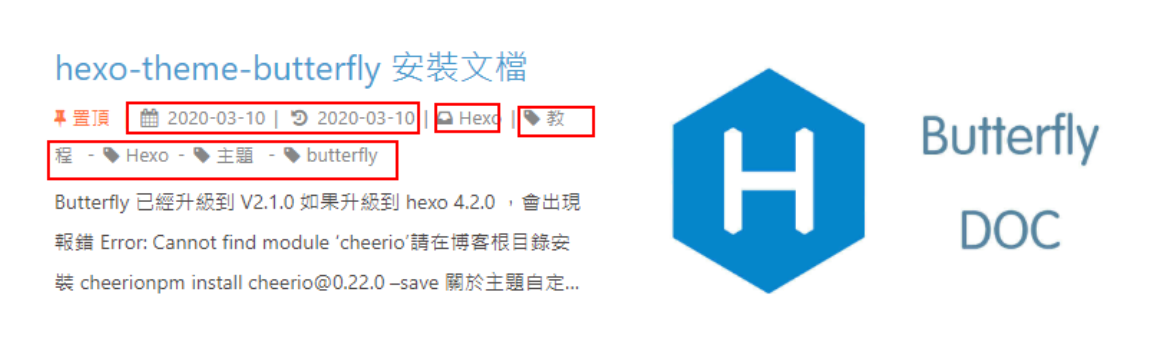 hexo-theme-butterfly 安裝文檔
置頂 2020-03-10 | 2020-03-10 | Hexo | 教
程 - Hexo - 主題 - butterfly
Butterfly 已經升級到 V2.1.0 如果升級到 hexo 4.2.0 ，會出現
報錯 Error: Cannot find module ‘cheerio’請在博客根目錄安
裝 cheerionpm install cheerio@0.22.0 –save 關於主題自定...
H
Butterfly
DOC